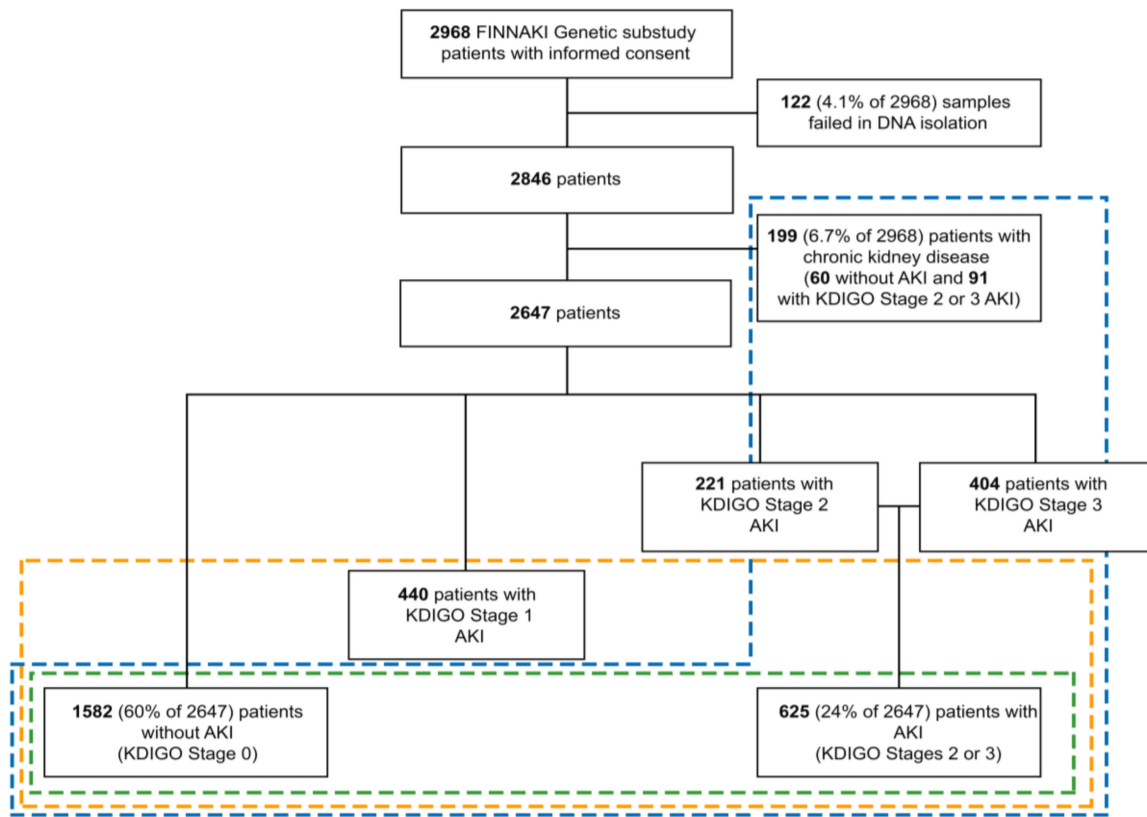 2968 FINNAKI Genetic substudy
patients with informed consent
122 (4.1% of 2968) samples
failed in DNA isolation
2846 patients
199 (6.7% of 2968) patients with
chronic kidney disease
(60 without AKI and 91
with KDIGO Stage 2 or 3 AKI)
2647 patients
221 patients with
KDIGO Stage 2
AKI
404 patients with
KDIGO Stage 3
AKI
440 patients with
KDIGO Stage 1
AKI
1582 (60% of 2647) patients
without AKI
(KDIGO Stage 0)
625 (24% of 2647) patients with
AKI
(KDIGO Stages 2 or 3)